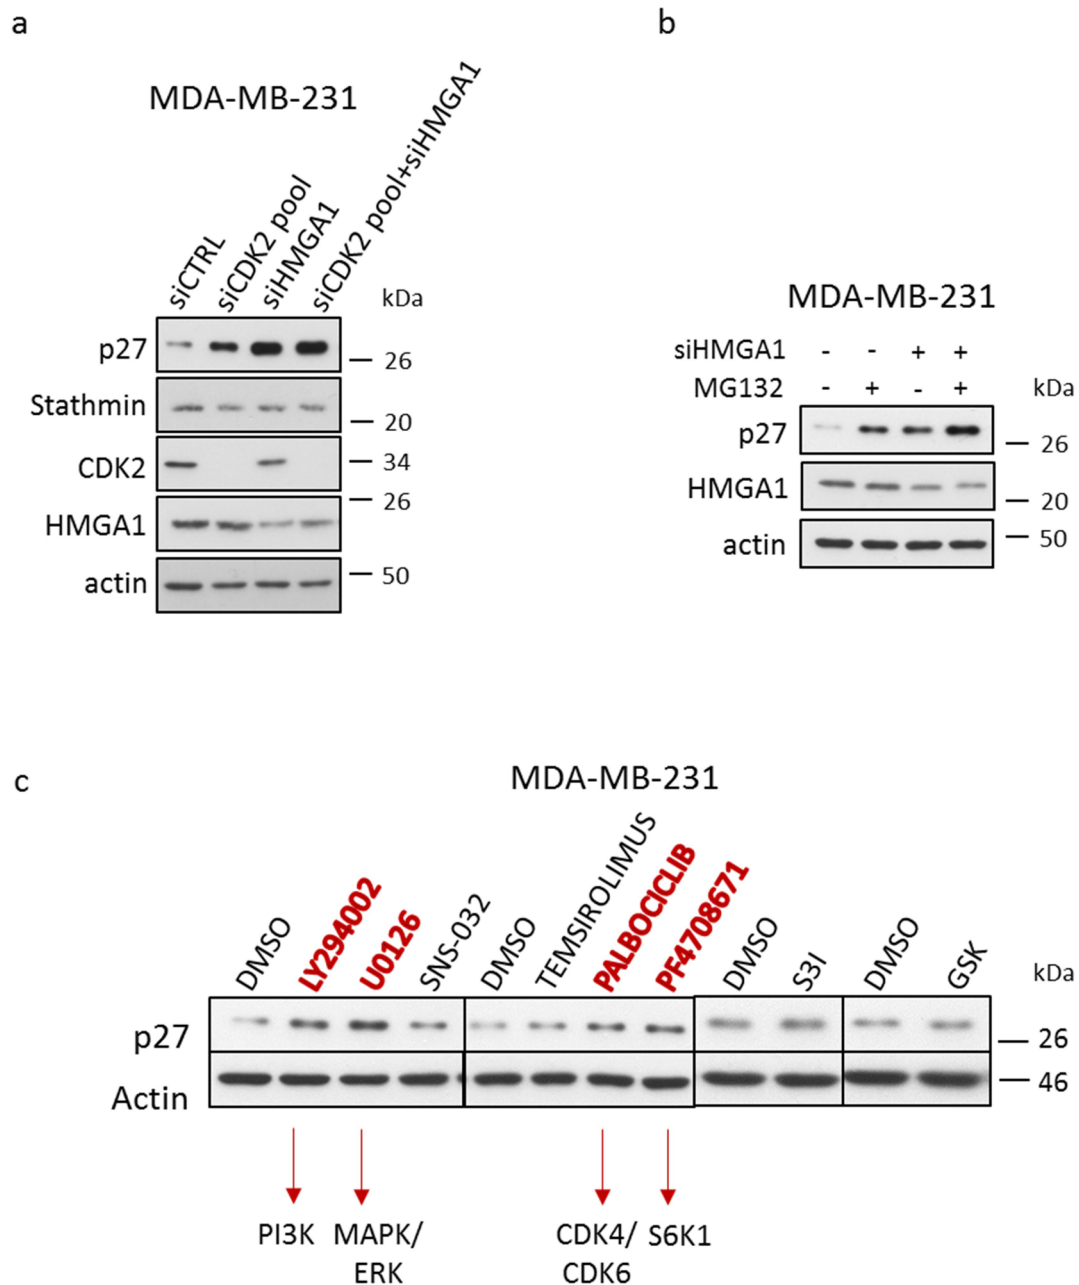 a
MDA-MB-231
siCTRL
siCDK2 pool
siHMGA1
siCDK2 pool+siHMGA1
kDa
p27
26
Stathmin
20
CDK2
34
26
HMGA1
actin
50
b
MDA-MB-231
siHMGA1 - - + +
MG132 - + - + kDa
p27
26
HMGA1
20
actin
50
c
MDA-MB-231
DMSO
LY294002
U0126
SNS-032
DMSO
TEMSIROLIMUS
PALBOCICLIB
PF4708671
DMSO
S3I
DMSO
GSK
kDa
p27
26
Actin
46
PI3K
MAPK/
ERK
CDK4/
CDK6
S6K1